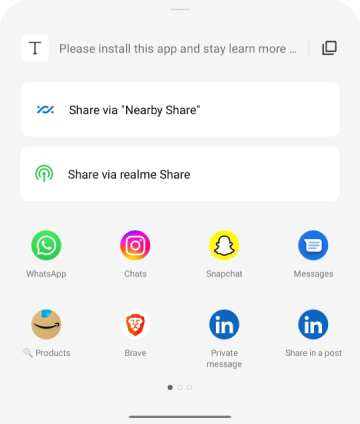 T Please install this app and stay learn more ...
Share via "Nearby Share"
Share via realme Share
WhatsApp Chats Snapchat Messages
🔍 Products Brave Private message Share in a post